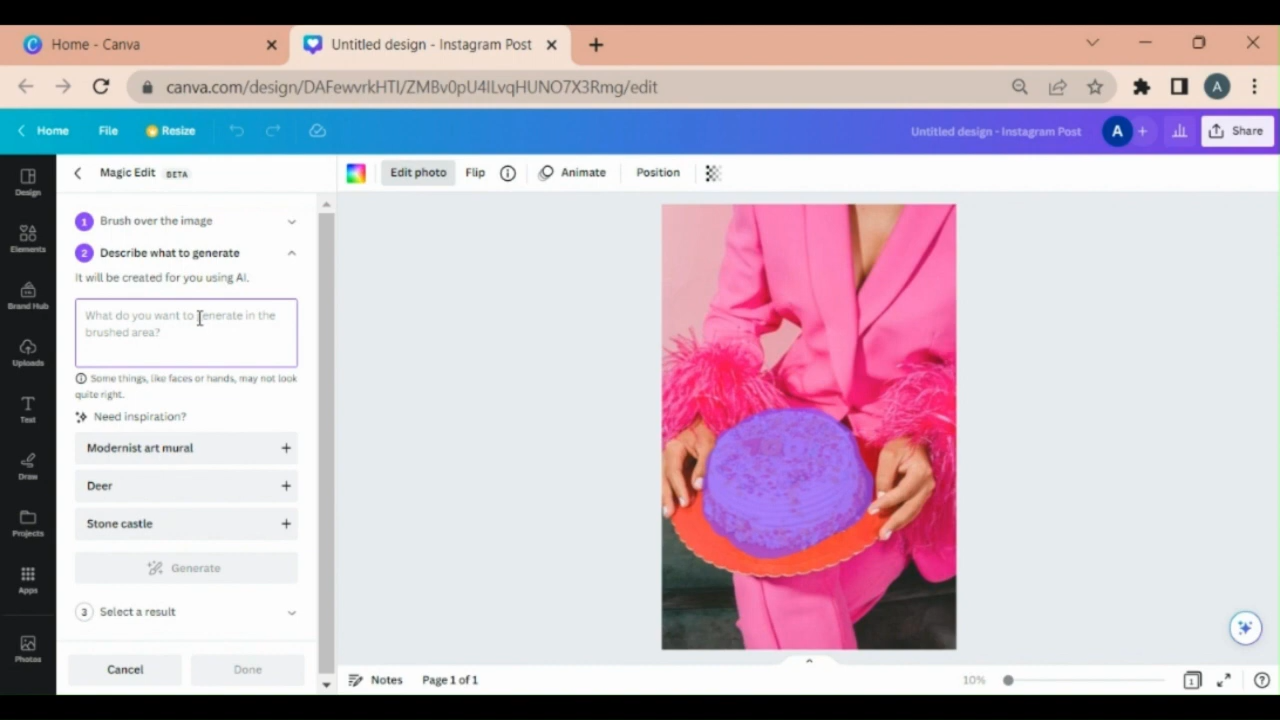 Home - Canva
Untitled design - Instagram Post
canva.com/design/DAFewvrkHTI/ZMBv0pU4ILvqHUNO7X3Rmg/edit
A
Home
File
Resize
Untitled design - Instagram Post
A
Share
Design
Elements
Brand Hub
Uploads
Text
Draw
Projects
Apps
Photos
Magic Edit BETA
1 Brush over the image
2 Describe what to generate
It will be created for you using AI.
What do you want to generate in the
brushed area?
Some things, like faces or hands, may not look
quite right.
Need inspiration?
Modernist art mural
Deer
Stone castle
Generate
3 Select a result
Cancel
Done
Edit photo
Flip
Animate
Position
Notes
Page 1 of 1
10%
1